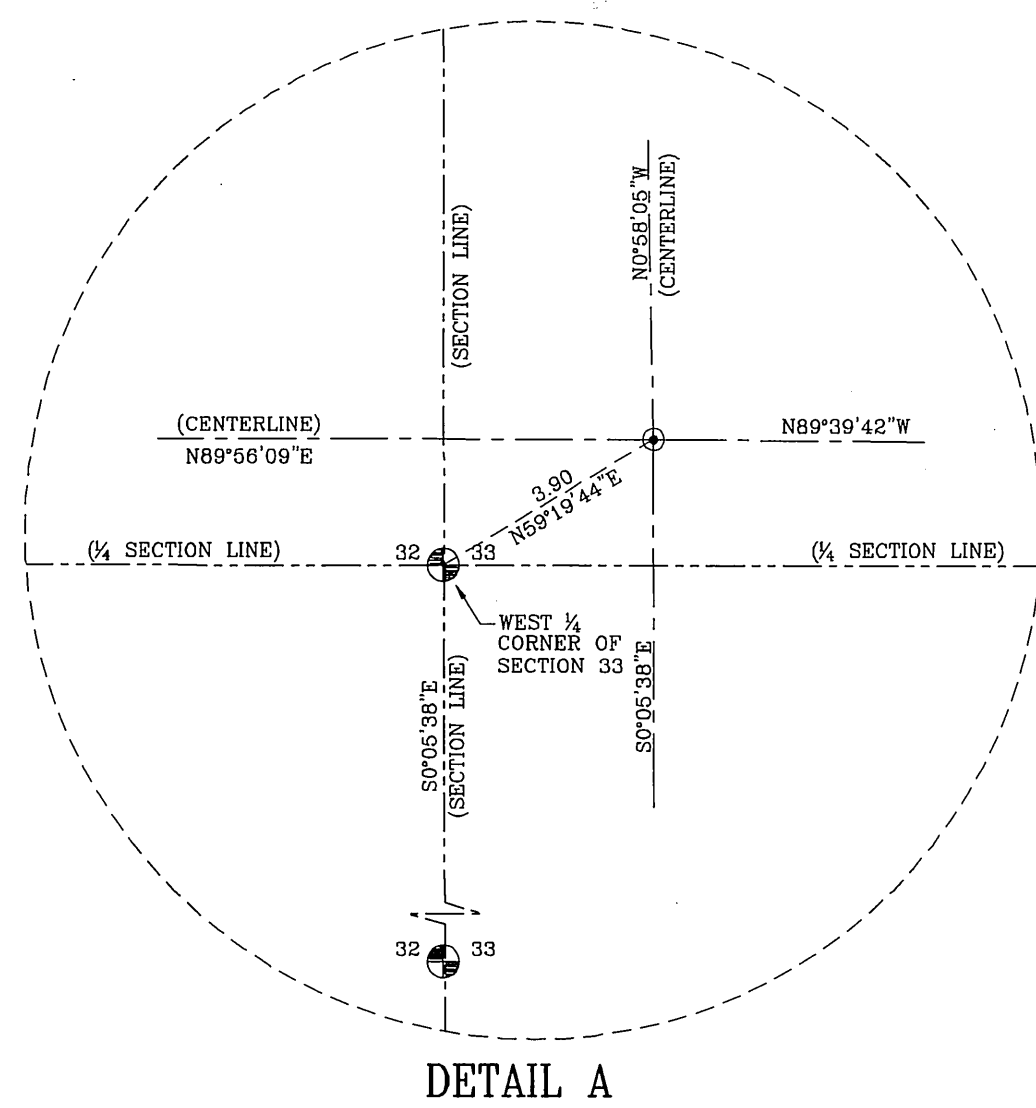 (SECTION LINE)
N0°58'05"W
(CENTERLINE)
(CENTERLINE)
N89°56'09"E
N89°39'42"W
3.90
N59°19'44"E
(¼ SECTION LINE)
32
33
(¼ SECTION LINE)
WEST ¼
CORNER OF
SECTION 33
S0°05'38"E
(SECTION LINE)
S0°05'38"E
32
33
DETAIL A